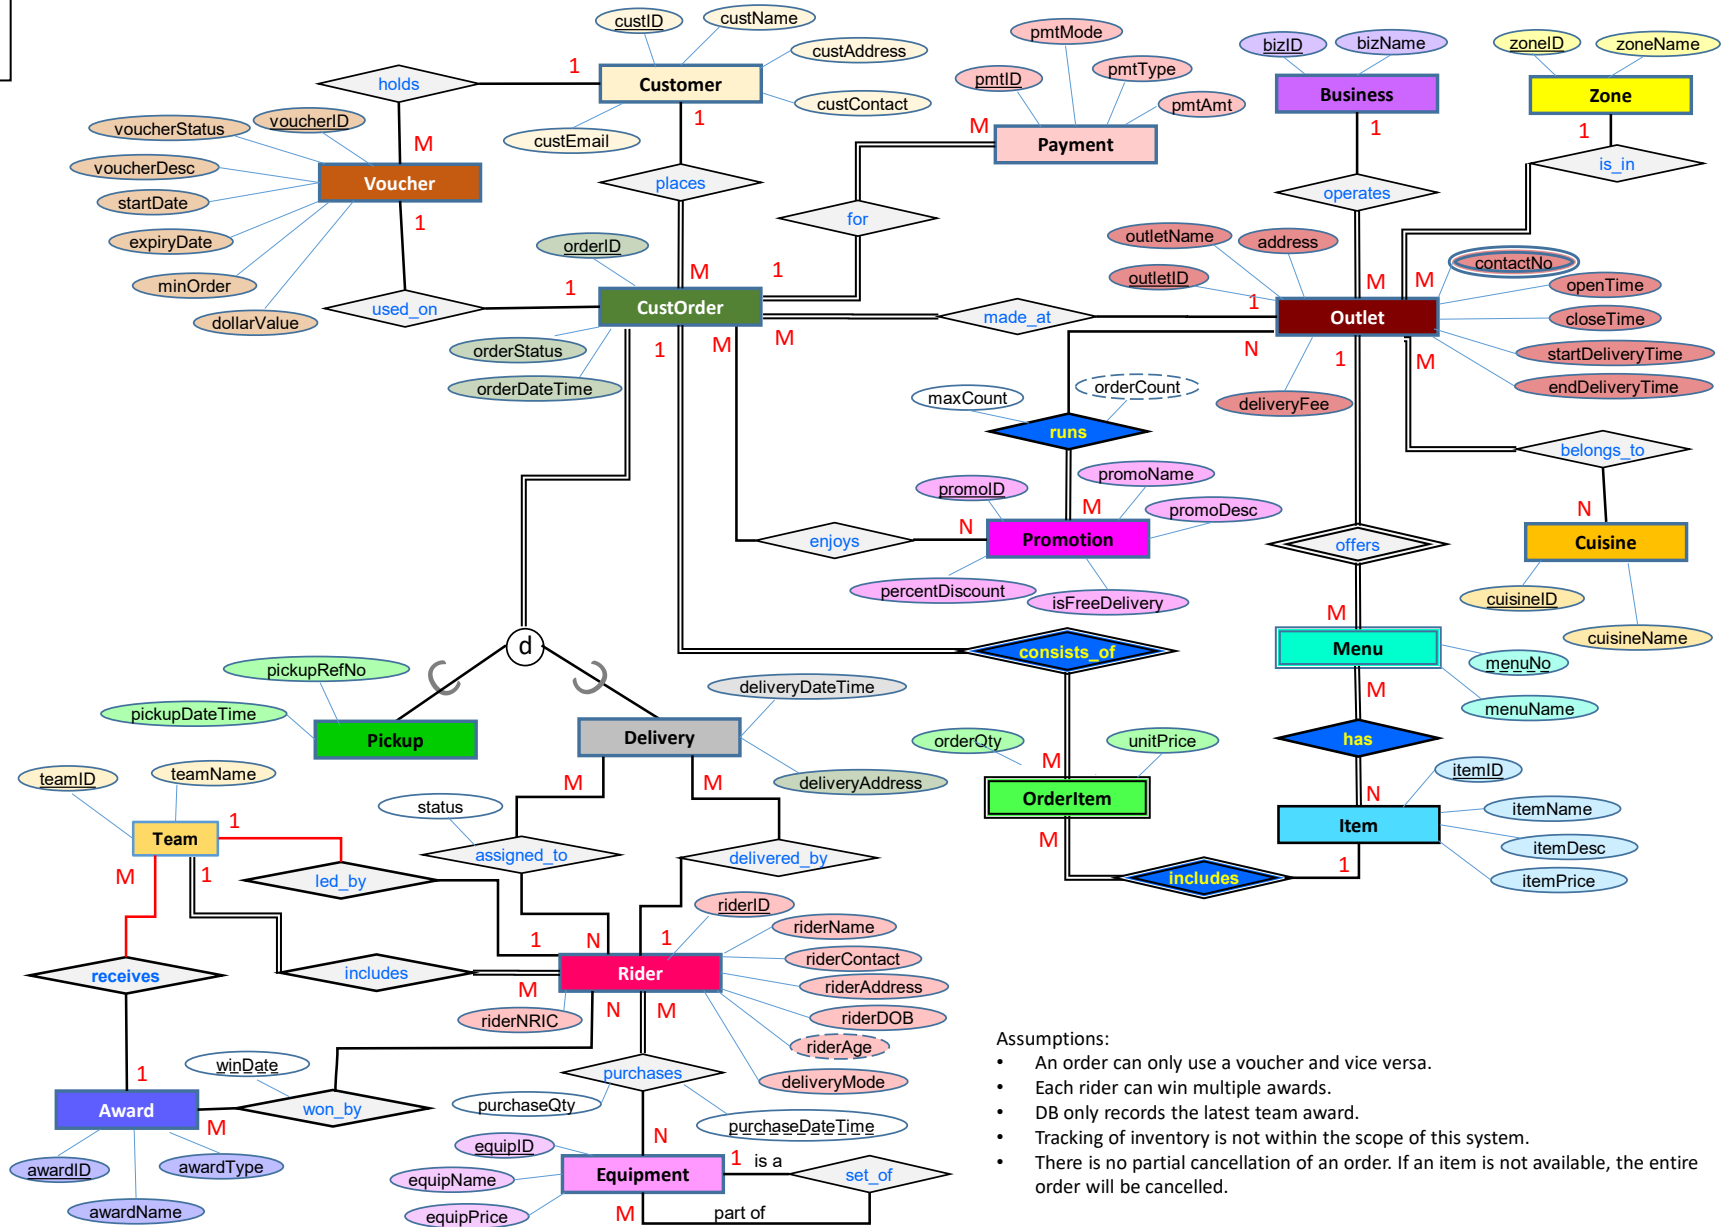 custID
custName
custAddress
custContact
custEmail
Customer
1
1
holds
M
voucherStatus
voucherID
voucherDesc
startDate
expiryDate
minOrder
dollarValue
Voucher
1
used_on
1
places
M
orderID
CustOrder
orderStatus
orderDateTime
1
M
M
1
for
M
pmtMode
pmtID
pmtType
pmtAmt
Payment
bizID
bizName
Business
1
operates
M
zoneID
zoneName
Zone
1
is_in
M
outletName
address
outletID
contactNo
openTime
closeTime
startDeliveryTime
endDeliveryTime
deliveryFee
Outlet
1
made_at
N
1
M
maxCount
orderCount
runs
M
promoID
promoName
promoDesc
percentDiscount
isFreeDelivery
Promotion
N
enjoys
belongs_to
N
Cuisine
cuisineID
cuisineName
offers
M
Menu
menuNo
menuName
M
has
N
Item
itemID
itemName
itemDesc
itemPrice
1
consists_of
M
orderQty
unitPrice
OrderItem
M
includes
d
pickupRefNo
pickupDateTime
Pickup
Delivery
deliveryDateTime
deliveryAddress
M
M
status
assigned_to
delivered_by
N
1
teamID
teamName
Team
1
M
1
led_by
1
receives
includes
M
1
Rider
riderID
riderName
riderContact
riderAddress
riderDOB
riderAge
deliveryMode
riderNRIC
N
M
winDate
won_by
M
Award
awardID
awardType
awardName
purchases
purchaseQty
purchaseDateTime
N
equipID
equipName
equipPrice
Equipment
1
is a
set_of
M
part of
Assumptions:
• An order can only use a voucher and vice versa.
• Each rider can win multiple awards.
• DB only records the latest team award.
• Tracking of inventory is not within the scope of this system.
• There is no partial cancellation of an order. If an item is not available, the entire
order will be cancelled.